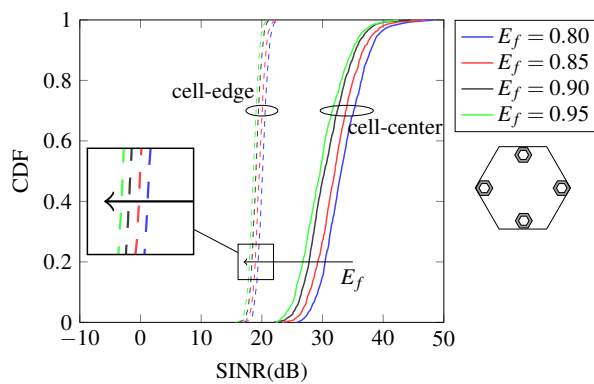 1
0.8
0.6
0.4
0.2
0
−10
0
10
20
30
40
50
CDF
SINR(dB)
cell-edge
cell-center
E_f
E_f = 0.80
E_f = 0.85
E_f = 0.90
E_f = 0.95